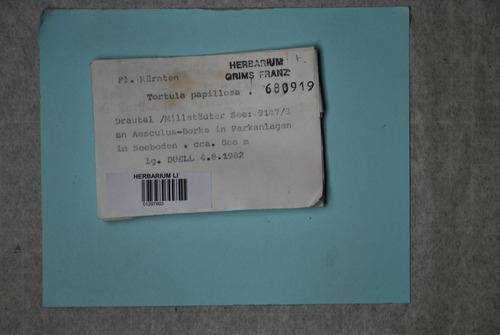 Fl. Kärnten
HERBARIUM
GRIMS FRANZ
Tortula papillosa . 680919
Drautal /Millstädter See: 9147/3
an Aesculus-Borke in Parkanlagen
in Seeboden . cca. 600 m
lg. DUELL 4.8.1982
HERBARIUM LI